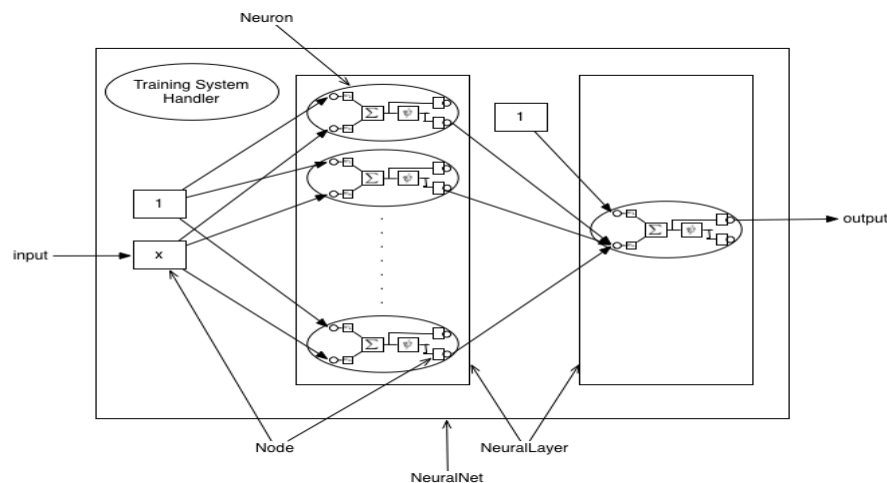 Neuron
Training System
Handler
Σ ψ
1
Σ ψ
1
x
input
Σ ψ
output
Σ ψ
Node
NeuralLayer
NeuralNet